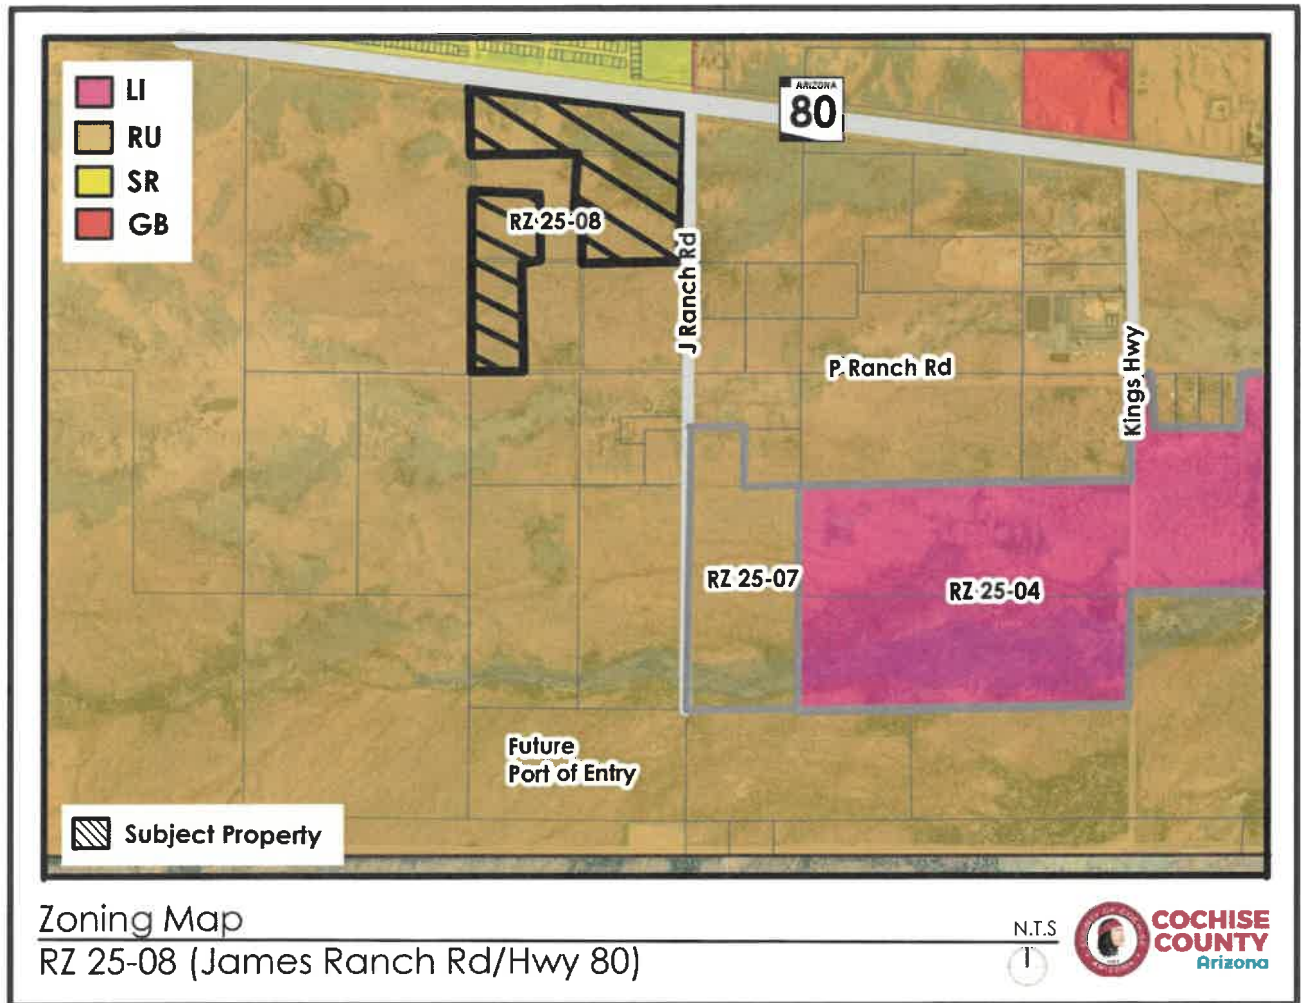 LI
RU
SR
GB
ARIZONA
80
RZ 25-08
J Ranch Rd
P Ranch Rd
Kings Hwy
RZ 25-07
RZ 25-04
Future
Port of Entry
Subject Property
Zoning Map
RZ 25-08 (James Ranch Rd/Hwy 80)
N.T.S
COCHISE
COUNTY
Arizona